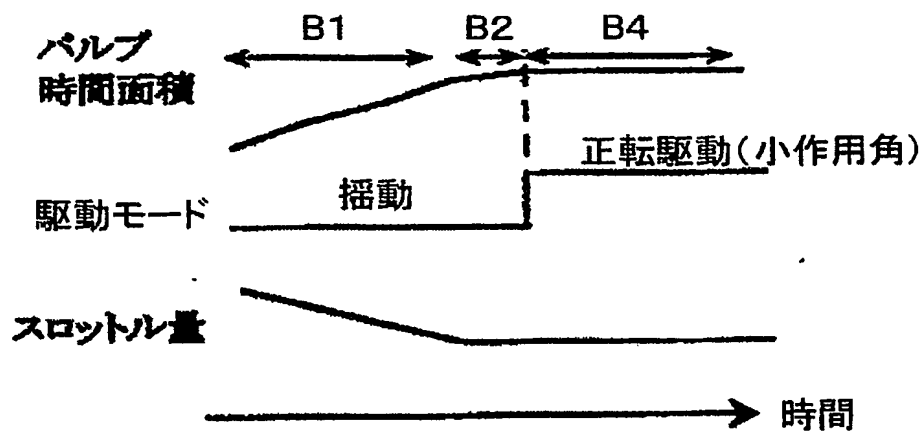 B1 B2 B4
バルブ
時間面積
正転駆動(小作用角)
揺動
駆動モード
スロットル量
時間